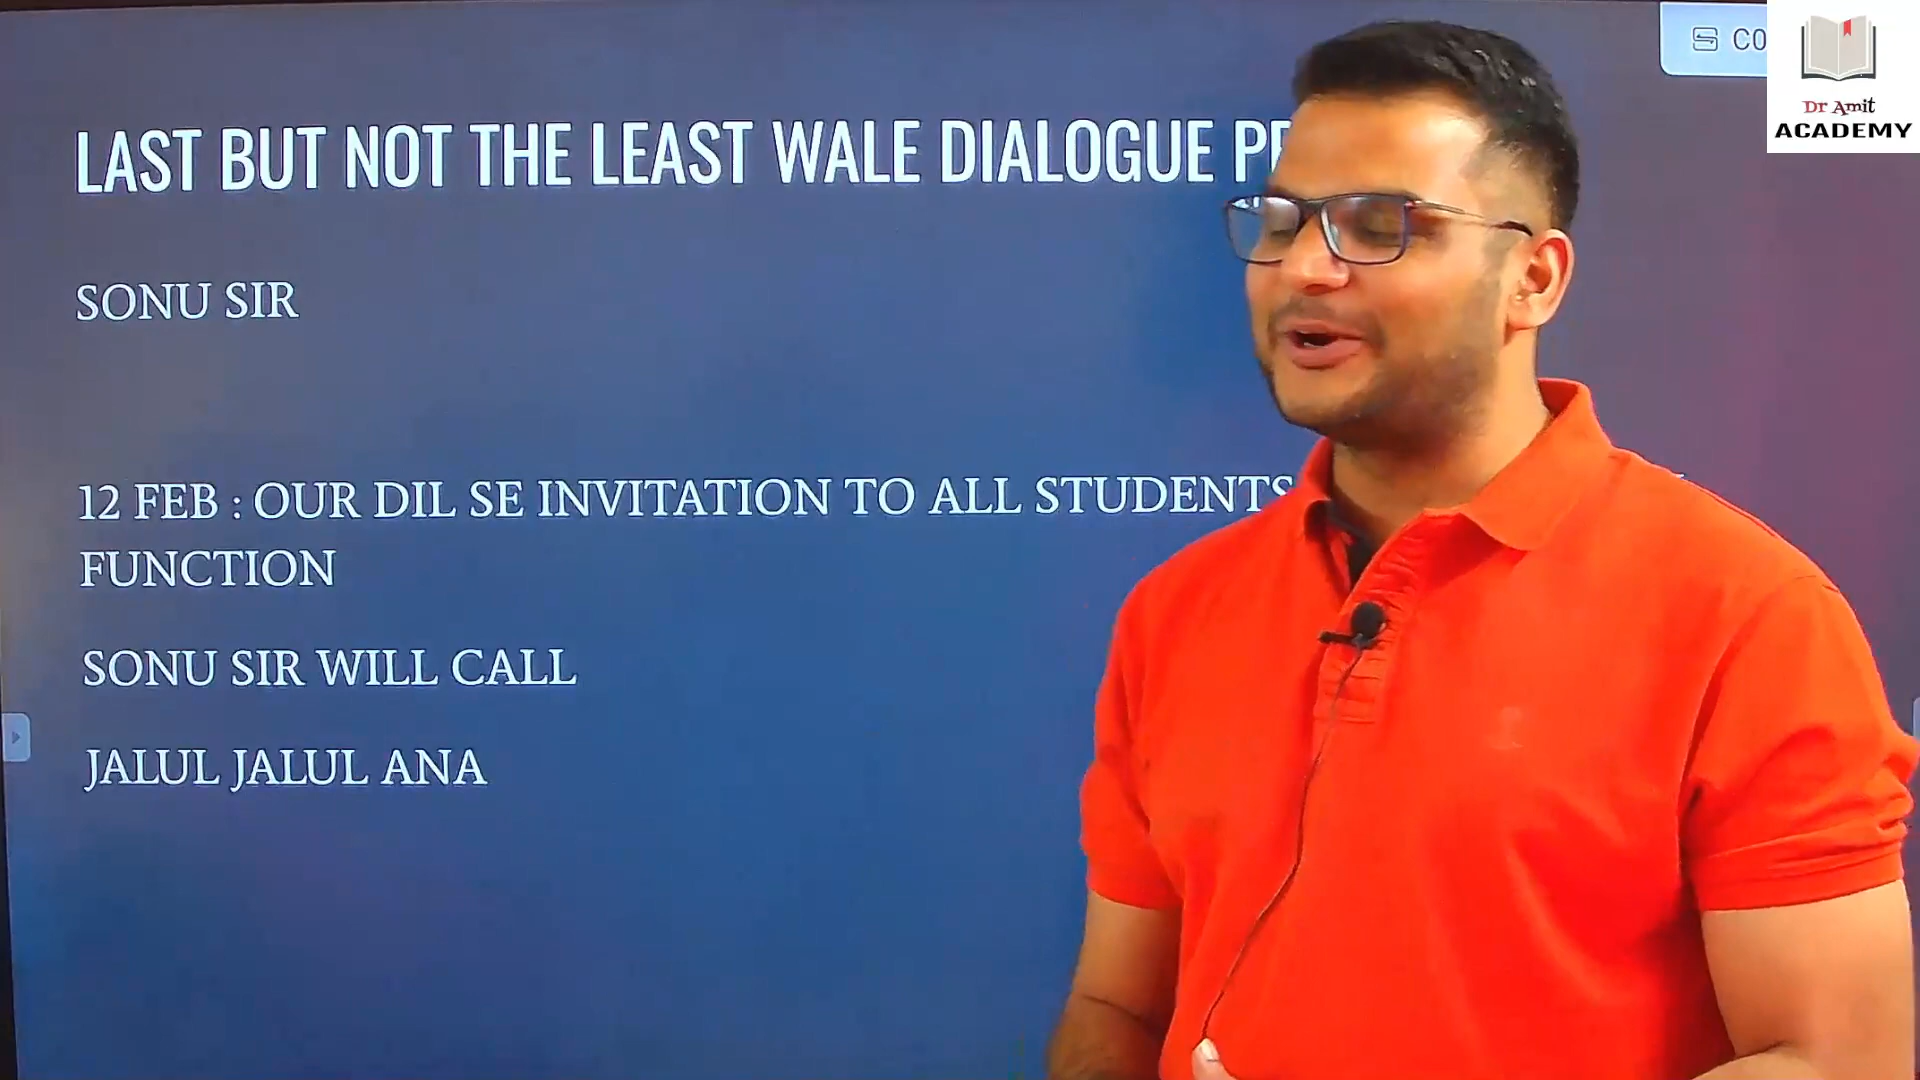 CO
Dr Amit
ACADEMY
LAST BUT NOT THE LEAST WALE DIALOGUE
SONU SIR
12 FEB : OUR DIL SE INVITATION TO ALL STUDENTS
FUNCTION
SONU SIR WILL CALL
JALUL JALUL ANA